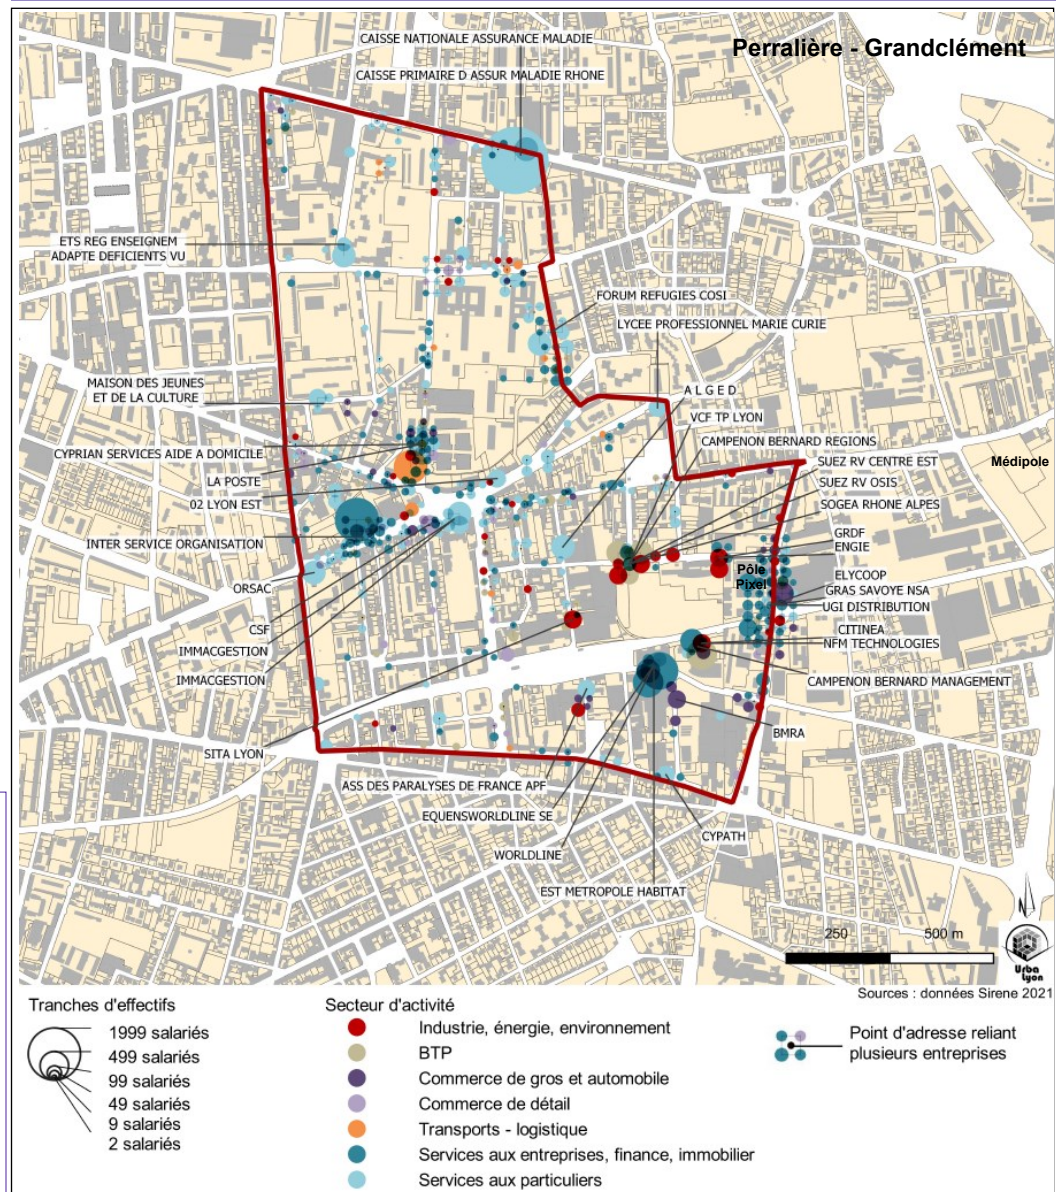 CAISSE NATIONALE ASSURANCE MALADIE
Perralière - Grandclément
CAISSE PRIMAIRE D ASSUR MALADIE RHONE
ETS REG ENSEIGNEM
ADAPTE DEFICIENTS VU
FORUM REFUGIES COSI
LYCEE PROFESSIONNEL MARIE CURIE
MAISON DES JEUNES
ET DE LA CULTURE
A L G E D
VCF TP LYON
CAMPENON BERNARD REGIONS
CYPRIAN SERVICES AIDE A DOMICILE
SUEZ RV CENTRE EST
Médipole
LA POSTE
SUEZ RV OSIS
02 LYON EST
SOGEA RHONE ALPES
INTER SERVICE ORGANISATION
GRDF
ENGIE
Pôle
Pixel
ELYCOOP
ORSAC
GRAS SAVOYE NSA
UGI DISTRIBUTION
CSF
CITINEA
IMMACGESTION
NFM TECHNOLOGIES
IMMACGESTION
CAMPENON BERNARD MANAGEMENT
SITA LYON
BMRA
ASS DES PARALYSES DE FRANCE APF
EQUENSWORLDLINE SE
CYPATH
WORLDLINE
EST METROPOLE HABITAT
250 500 m
N
Urba
Lyon
Sources : données Sirene 2021
Tranches d'effectifs
1999 salariés
499 salariés
99 salariés
49 salariés
9 salariés
2 salariés
Secteur d'activité
Industrie, énergie, environnement
BTP
Commerce de gros et automobile
Commerce de détail
Transports - logistique
Services aux entreprises, finance, immobilier
Services aux particuliers
Point d'adresse reliant
plusieurs entreprises